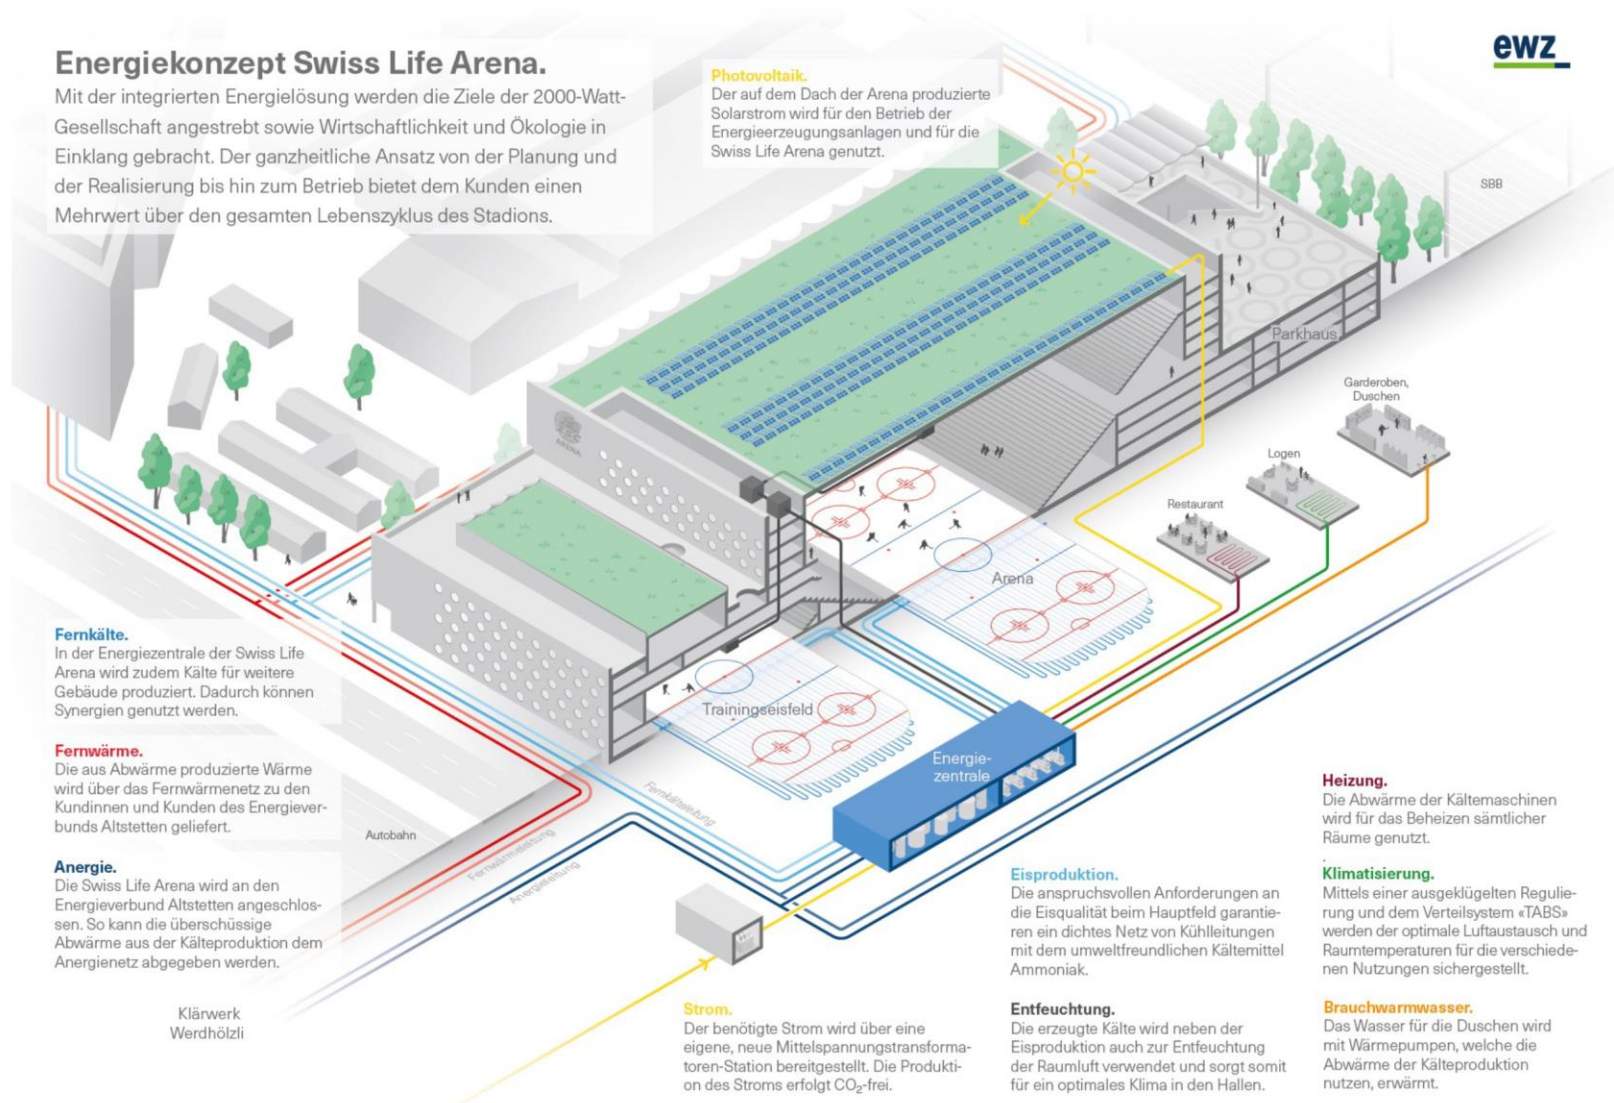 Energiekonzept Swiss Life Arena.
Mit der integrierten Energielösung werden die Ziele der 2000-Watt-
Gesellschaft angestrebt sowie Wirtschaftlichkeit und Ökologie in
Einklang gebracht. Der ganzheitliche Ansatz von der Planung und
der Realisierung bis hin zum Betrieb bietet dem Kunden einen
Mehrwert über den gesamten Lebenszyklus des Stadions.
Photovoltaik.
Der auf dem Dach der Arena produzierte
Solarstrom wird für den Betrieb der
Energieerzeugungsanlagen und für die
Swiss Life Arena genutzt.
ewz
SBB
Parkhaus
Garderoben,
Duschen
Logen
Restaurant
ARENA
Arena
Trainingseisfeld
Energie-
zentrale
Fernkälteleitung
Fernwärmeleitung
Anergieleitung
Autobahn
Klärwerk
Werdhölzli
Fernkälte.
In der Energiezentrale der Swiss Life
Arena wird zudem Kälte für weitere
Gebäude produziert. Dadurch können
Synergien genutzt werden.
Fernwärme.
Die aus Abwärme produzierte Wärme
wird über das Fernwärmenetz zu den
Kundinnen und Kunden des Energiever-
bunds Altstetten geliefert.
Anergie.
Die Swiss Life Arena wird an den
Energieverbund Altstetten angeschlos-
sen. So kann die überschüssige
Abwärme aus der Kälteproduktion dem
Anergienetz abgegeben werden.
Strom.
Der benötigte Strom wird über eine
eigene, neue Mittelspannungstransforma-
toren-Station bereitgestellt. Die Produkti-
on des Stroms erfolgt CO₂-frei.
Eisproduktion.
Die anspruchsvollen Anforderungen an
die Eisqualität beim Hauptfeld garantie-
ren ein dichtes Netz von Kühlleitungen
mit dem umweltfreundlichen Kältemittel
Ammoniak.
Entfeuchtung.
Die erzeugte Kälte wird neben der
Eisproduktion auch zur Entfeuchtung
der Raumluft verwendet und sorgt somit
für ein optimales Klima in den Hallen.
Heizung.
Die Abwärme der Kältemaschinen
wird für das Beheizen sämtlicher
Räume genutzt.
.
Klimatisierung.
Mittels einer ausgeklügelten Regulie-
rung und dem Verteilsystem «TABS»
werden der optimale Luftaustausch und
Raumtemperaturen für die verschiede-
nen Nutzungen sichergestellt.
Brauchwarmwasser.
Das Wasser für die Duschen wird
mit Wärmepumpen, welche die
Abwärme der Kälteproduktion
nutzen, erwärmt.